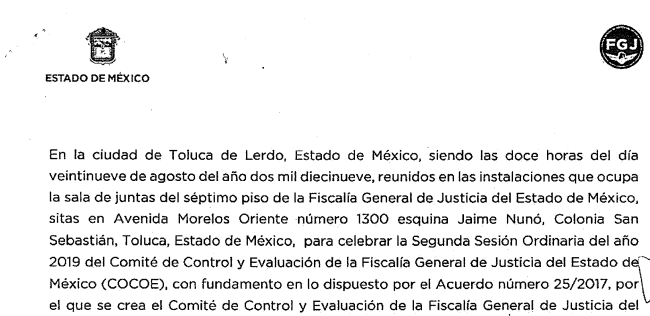 FGJ
ESTADO DE MÉXICO
En la ciudad de Toluca de Lerdo, Estado de México, siendo las doce horas del día
veintinueve de agosto del año dos mil diecinueve, reunidos en las instalaciones que ocupa
la sala de juntas del séptimo piso de la Fiscalía General de Justicia del Estado de México,
sitas en Avenida Morelos Oriente número 1300 esquina Jaime Nunó, Colonia San
Sebastián, Toluca, Estado de México, para celebrar la Segunda Sesión Ordinaria del año
2019 del Comité de Control y Evaluación de la Fiscalía General de Justicia del Estado de
México (COCOE), con fundamento en lo dispuesto por el Acuerdo número 25/2017, por
el que se crea el Comité de Control y Evaluación de la Fiscalía General de Justicia del